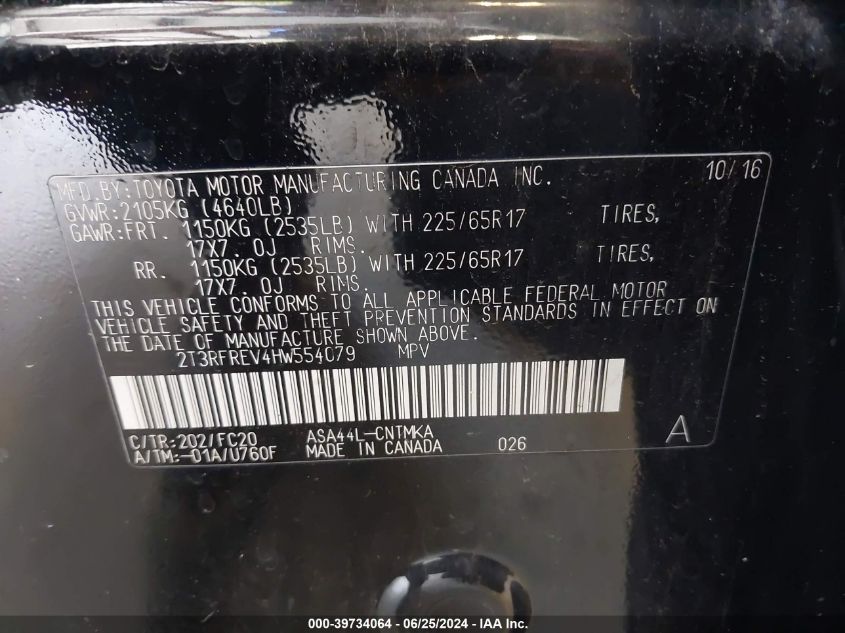 MFD.BY:TOYOTA MOTOR MANUFACTURING CANADA INC. 10/16
GVWR:2105KG (4640LB)
GAWR:FRT. 1150KG (2535LB) WITH 225/65R17 TIRES,
17X7.0J RIMS.
RR. 1150KG (2535LB) WITH 225/65R17 TIRES,
17X7.0J RIMS.
THIS VEHICLE CONFORMS TO ALL APPLICABLE FEDERAL MOTOR
VEHICLE SAFETY AND THEFT PREVENTION STANDARDS IN EFFECT ON
THE DATE OF MANUFACTURE SHOWN ABOVE.
2T3RFREV4HW554079 MPV
C/TR:202/FC20 ASA44L-CNTMKA
A/TM:-01A/U760F MADE IN CANADA 026 A
000-39734064 - 06/25/2024 - IAA Inc.